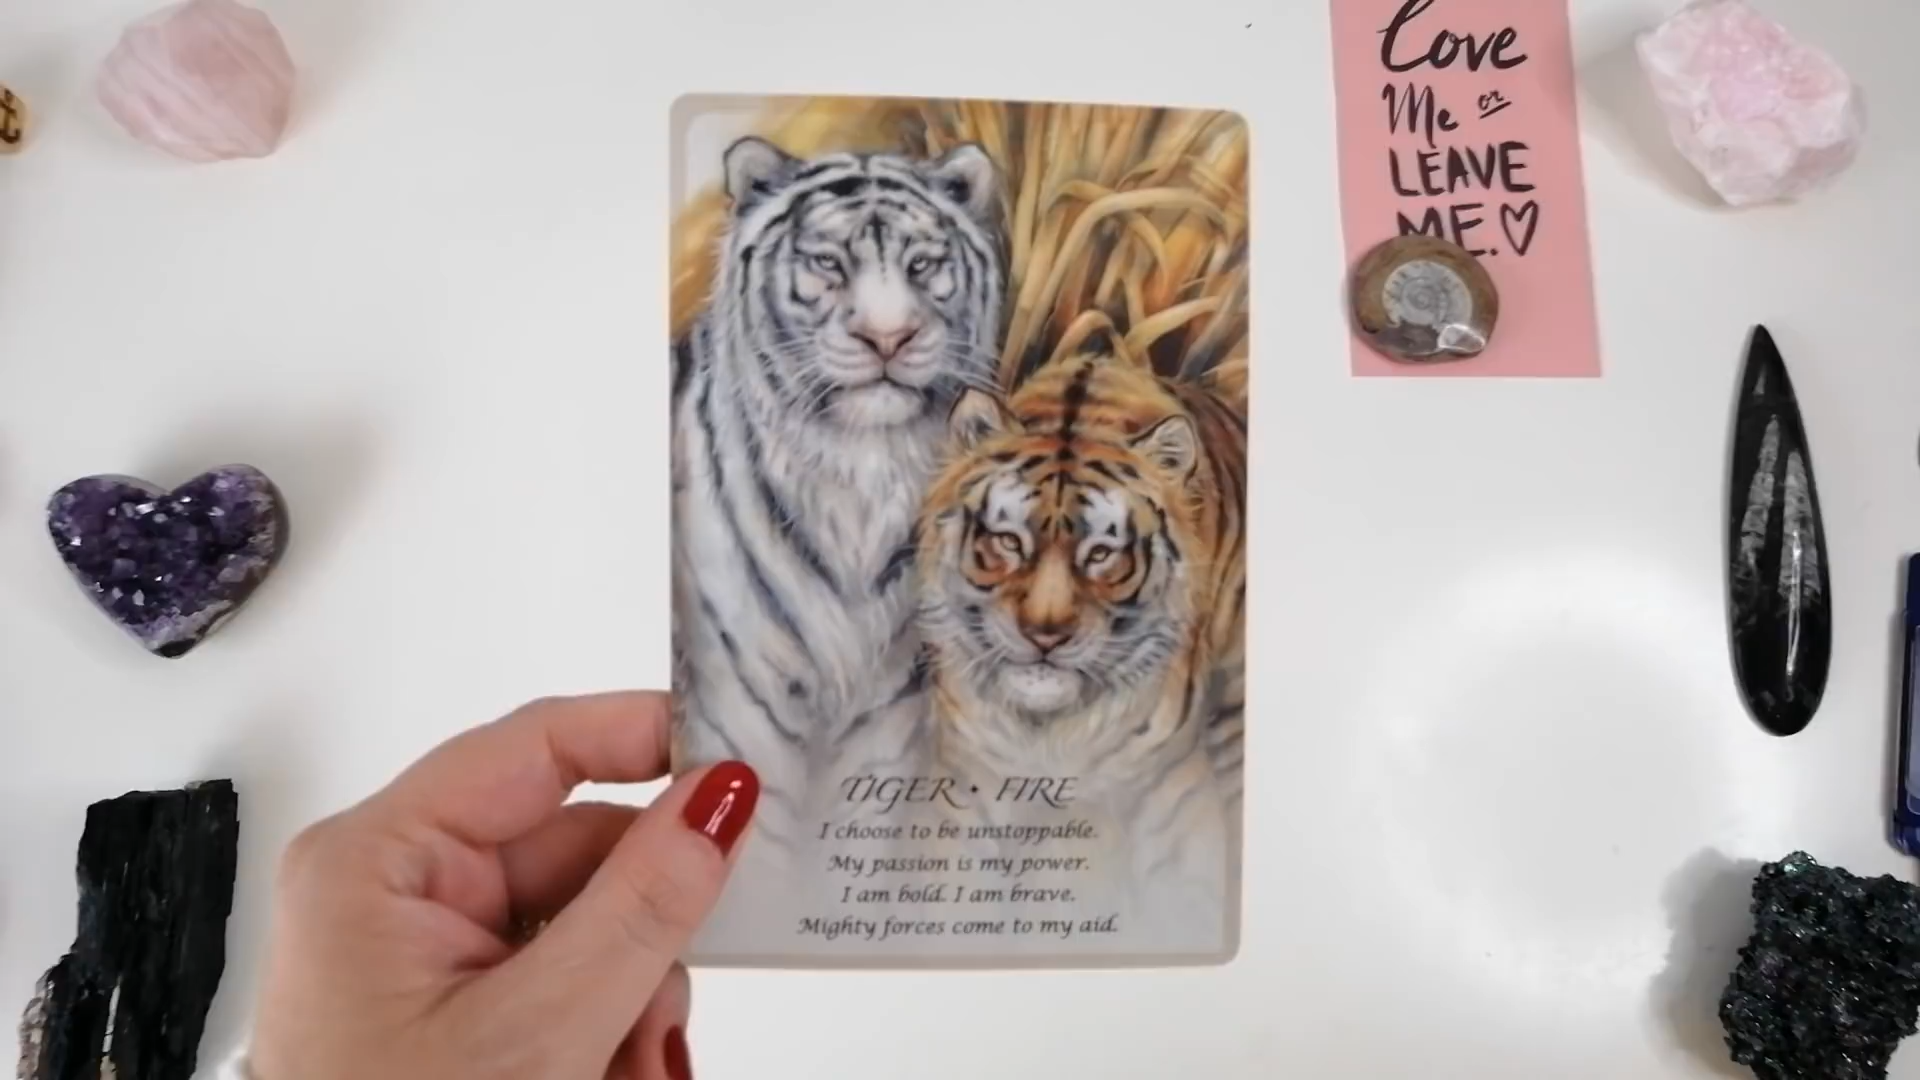 Love
Me or
LEAVE
ME.♡
TIGER • FIRE
I choose to be unstoppable.
My passion is my power.
I am bold. I am brave.
Mighty forces come to my aid.